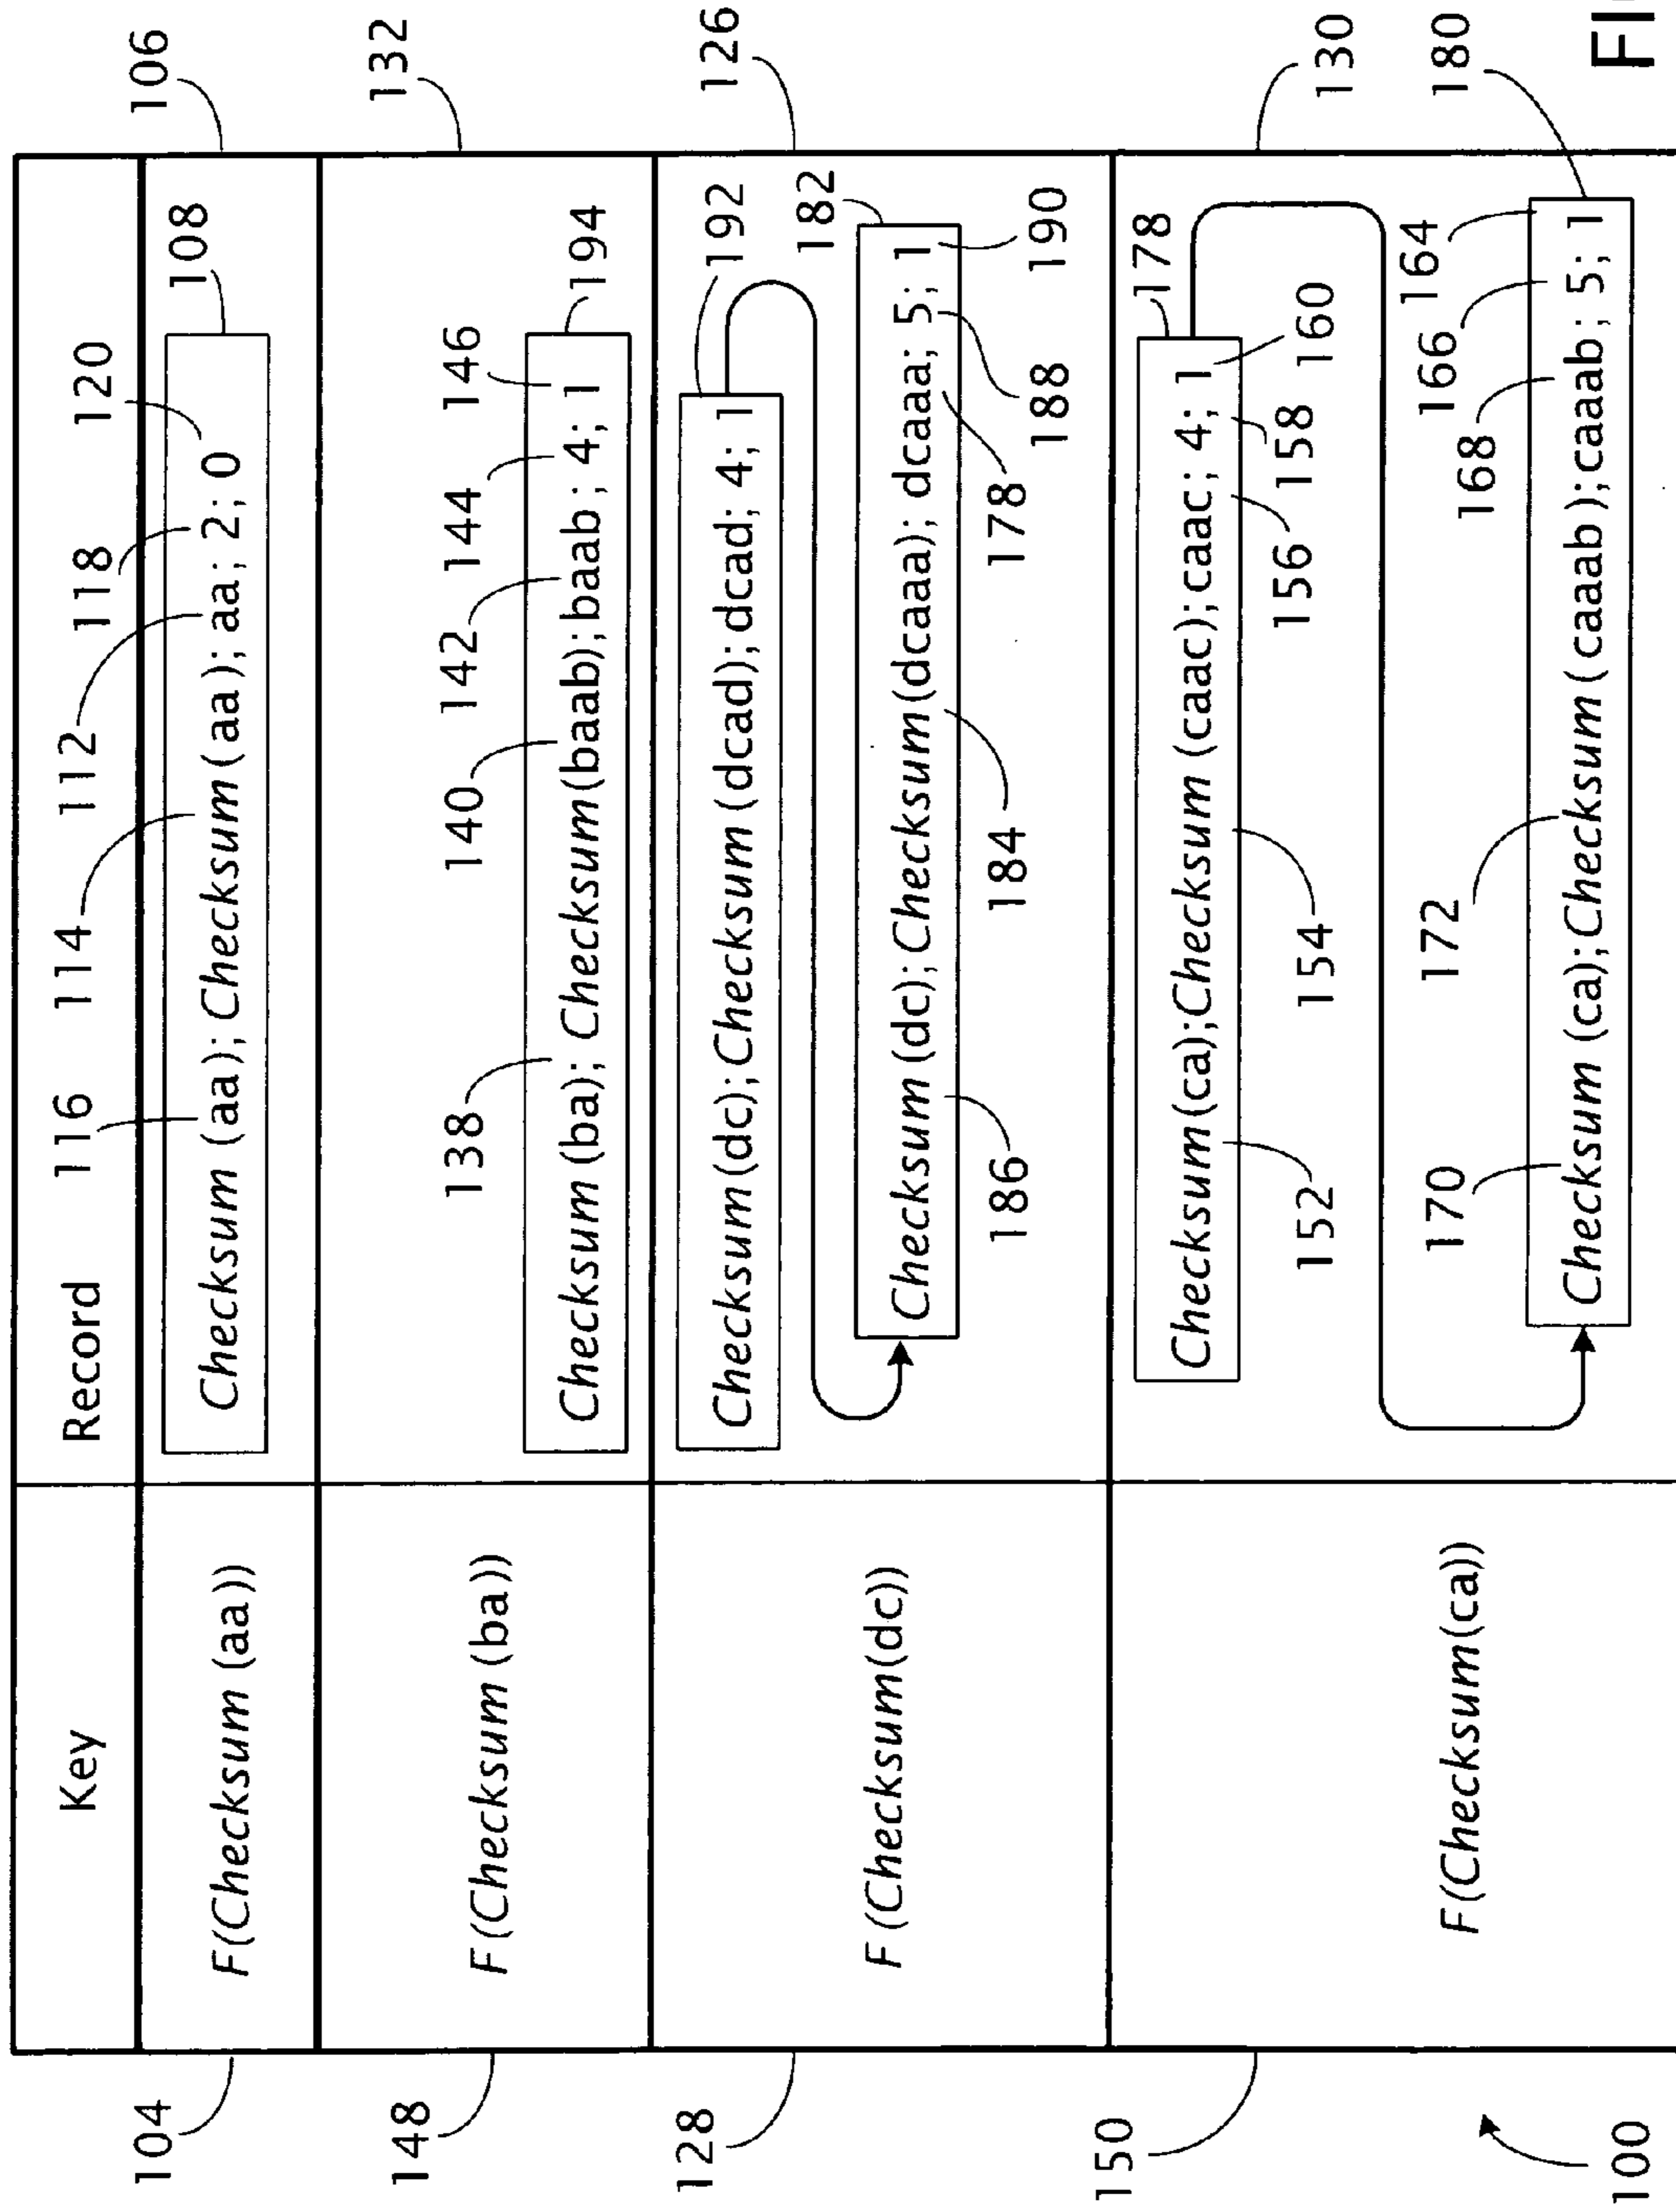 116 114 112 118 120
Key Record
104 F(Checksum (aa)) Checksum (aa); Checksum (aa); aa; 2; 0 108 106
138 140 142 144 146
148 F(Checksum (ba)) Checksum (ba); Checksum (baab); baab; 4; 1 194 132
128 F (Checksum(dc)) Checksum (dc); Checksum (dcad); dcad; 4; 1 192 126
Checksum (dc); Checksum (dcaaa); dcaaa; 5; 1 182
186 184 178 188 190
150 F (Checksum(ca)) Checksum (ca); Checksum (caac); caac; 4; 1 178 130
152 154 156 158 160
170 172 168 166 164
Checksum (ca); Checksum (caaab); caaab; 5; 1 180
100